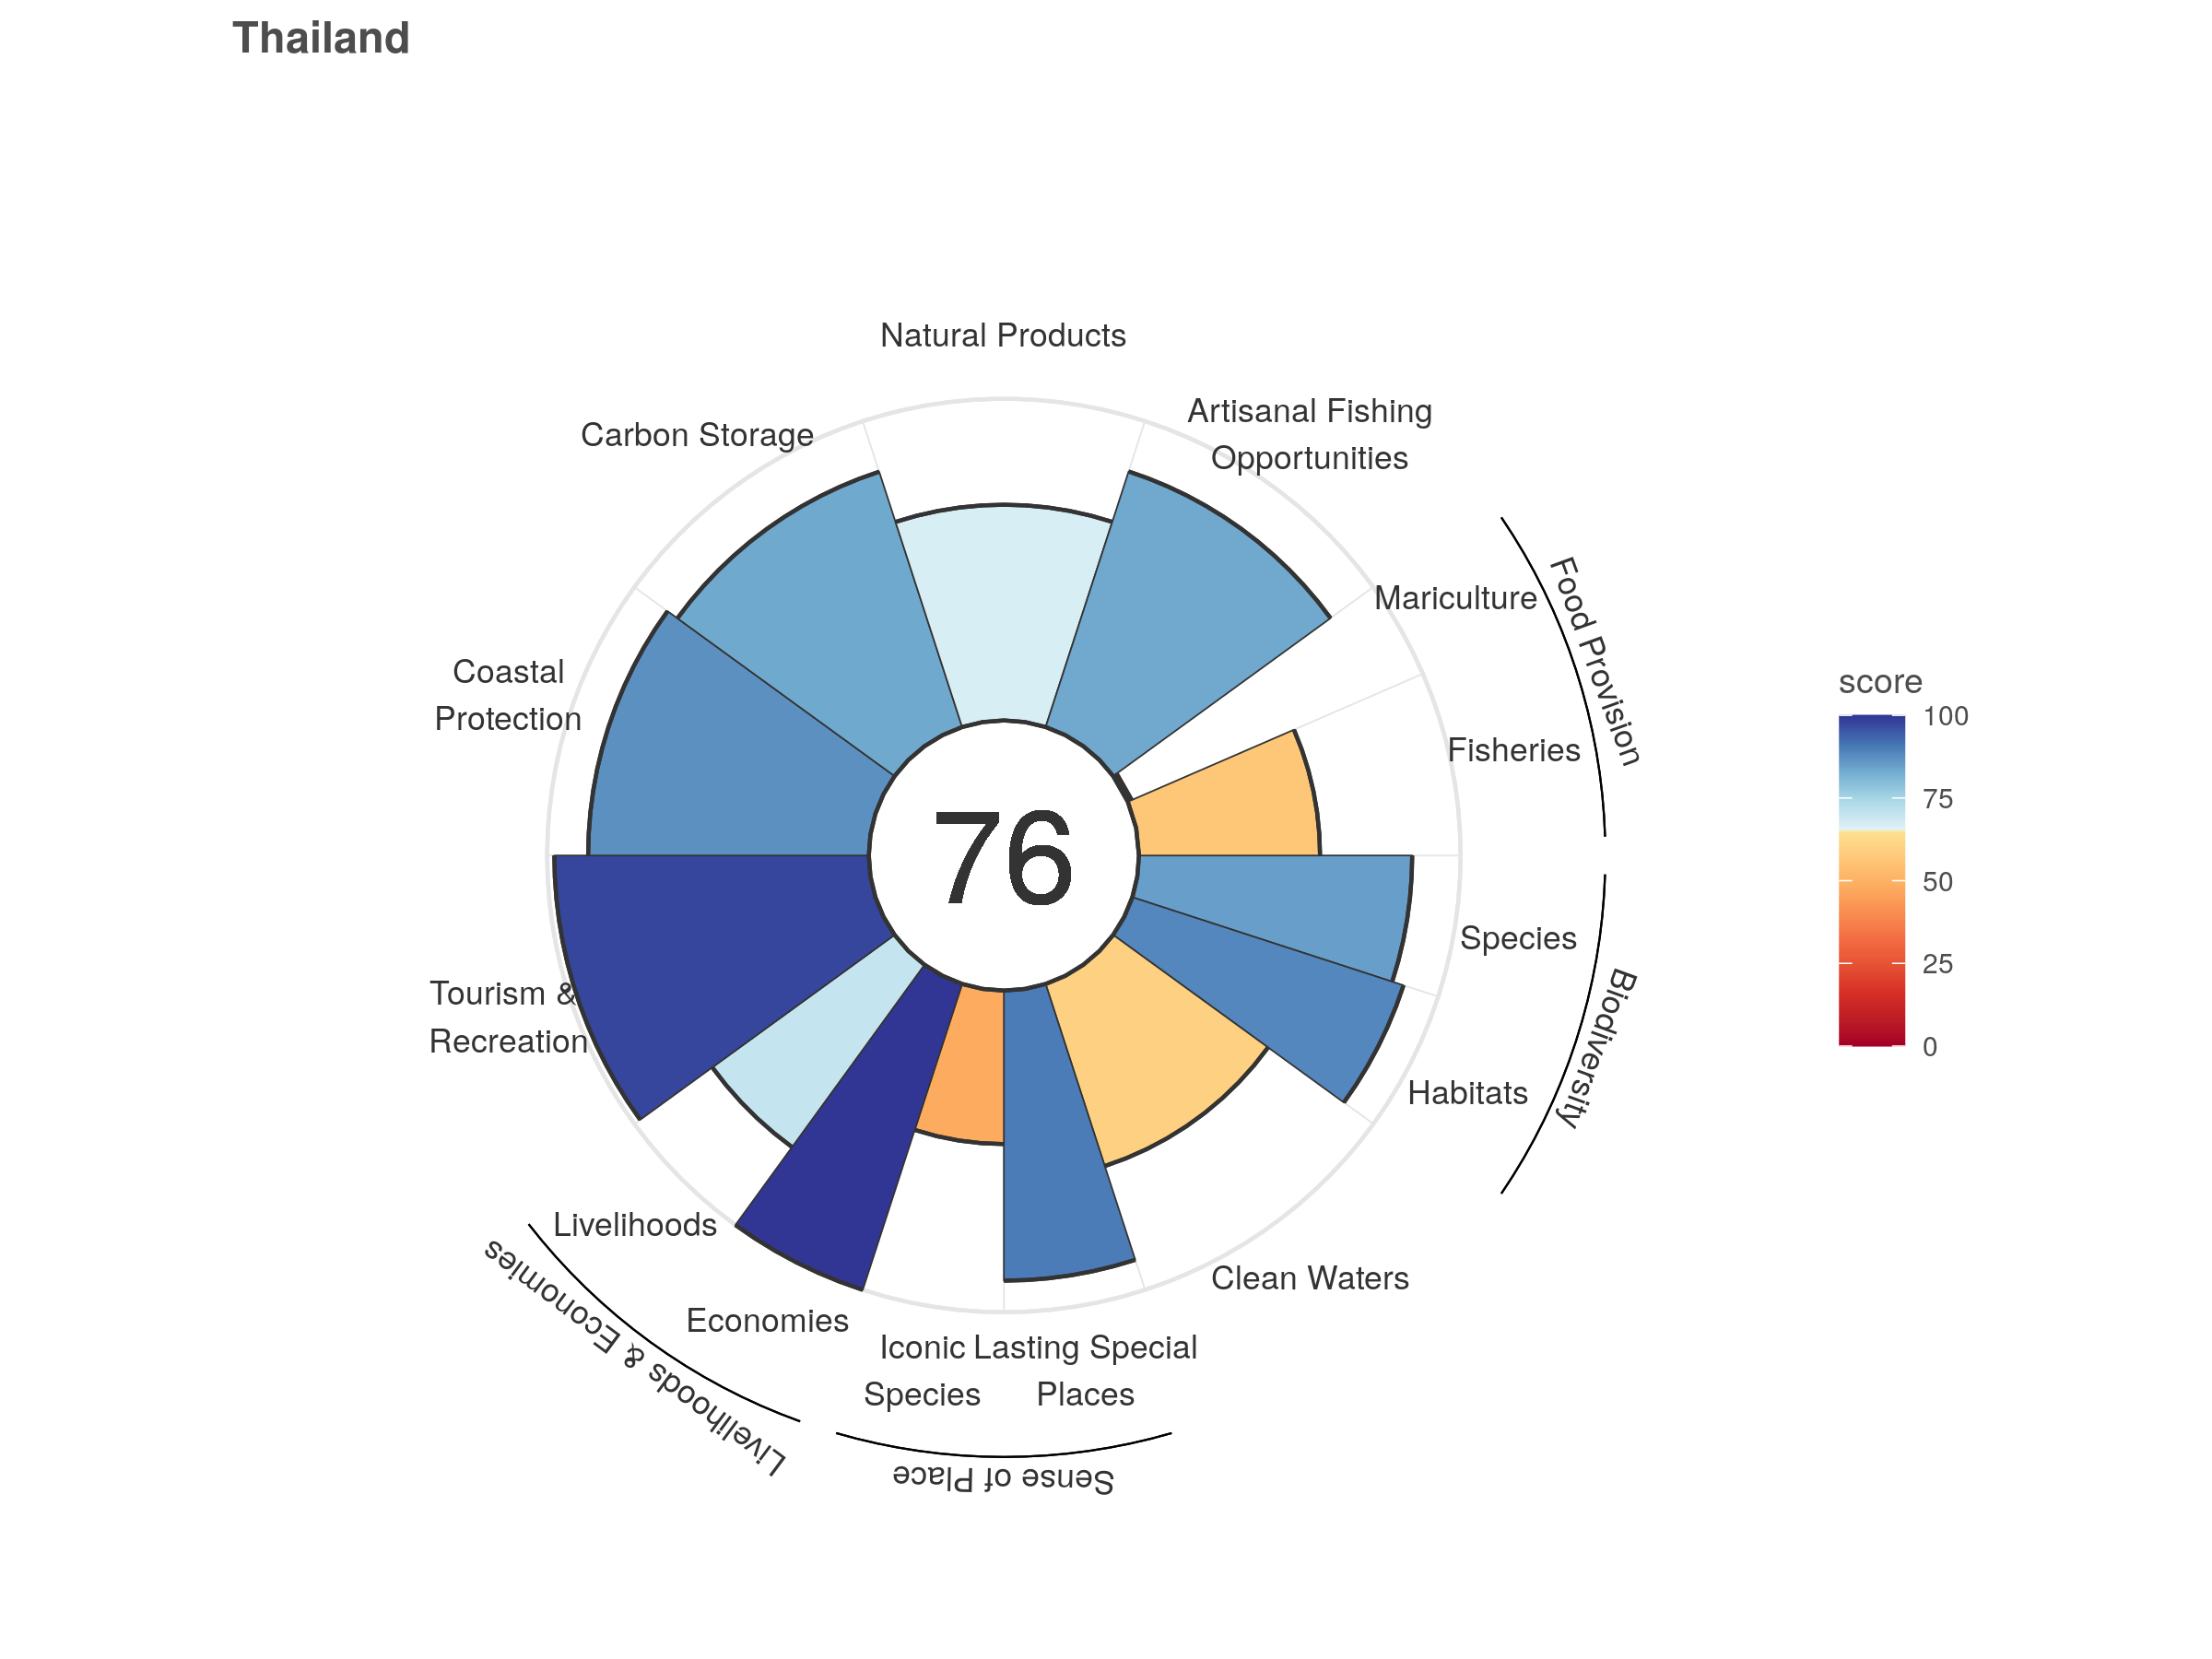 Thailand
Natural Products
Artisanal Fishing
Opportunities
Carbon Storage
Mariculture
Food Provision
Fisheries
Coastal
Protection
76
Species
Biodiversity
Habitats
Tourism &
Recreation
Livelihoods
Livelihoods & Economies
Economies
Clean Waters
Iconic
Species
Lasting Special
Places
Sense of Place
score
100
75
50
25
0